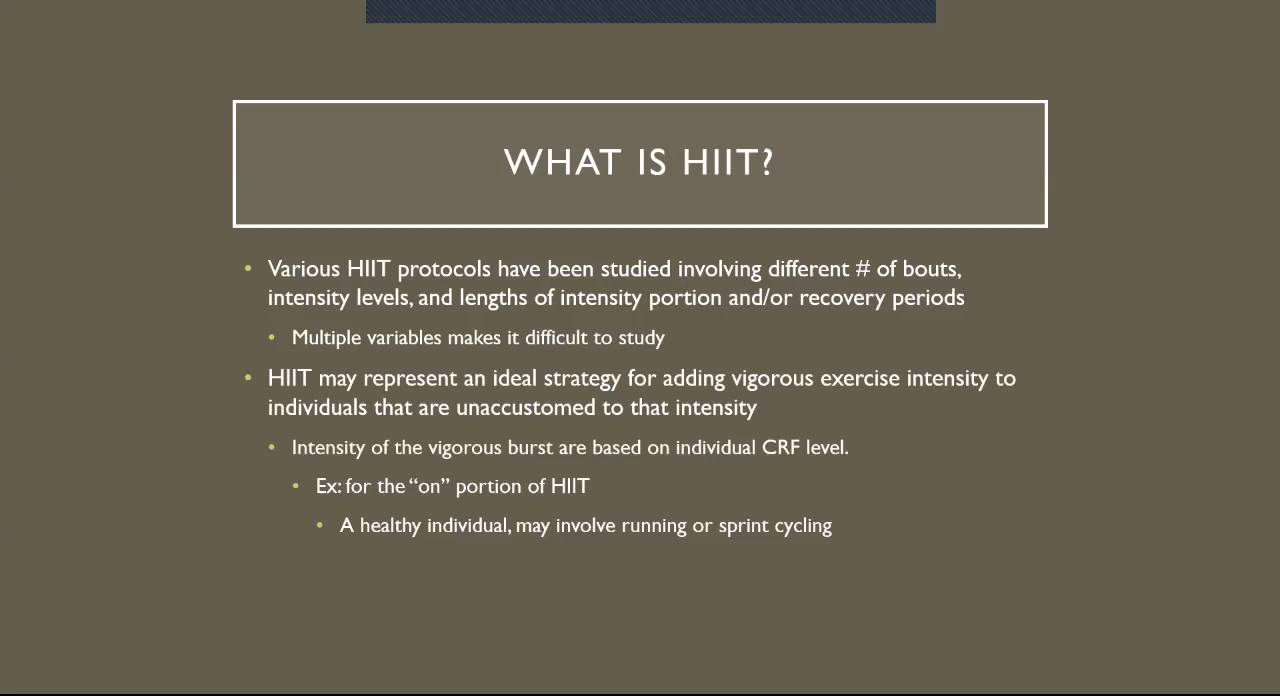 WHAT IS HIIT?
• Various HIIT protocols have been studied involving different # of bouts,
intensity levels, and lengths of intensity portion and/or recovery periods
• Multiple variables makes it difficult to study
• HIIT may represent an ideal strategy for adding vigorous exercise intensity to
individuals that are unaccustomed to that intensity
• Intensity of the vigorous burst are based on individual CRF level.
• Ex: for the “on” portion of HIIT
• A healthy individual, may involve running or sprint cycling